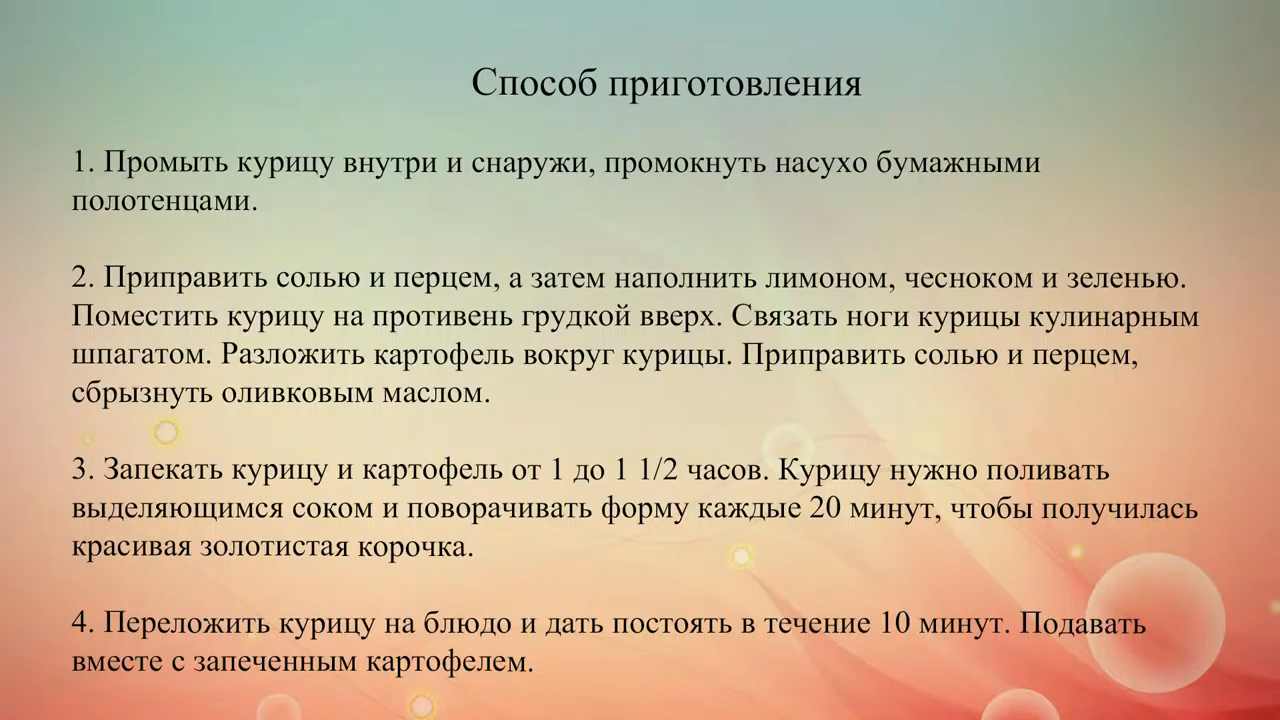 Способ приготовления
1. Промыть курицу внутри и снаружи, промокнуть насухо бумажными
полотенцами.
2. Приправить солью и перцем, а затем наполнить лимоном, чесноком и зеленью.
Поместить курицу на противень грудкой вверх. Связать ноги курицы кулинарным
шпагатом. Разложить картофель вокруг курицы. Приправить солью и перцем,
сбрызнуть оливковым маслом.
3. Запекать курицу и картофель от 1 до 1 1/2 часов. Курицу нужно поливать
выделяющимся соком и поворачивать форму каждые 20 минут, чтобы получилась
красивая золотистая корочка.
4. Переложить курицу на блюдо и дать постоять в течение 10 минут. Подавать
вместе с запеченным картофелем.